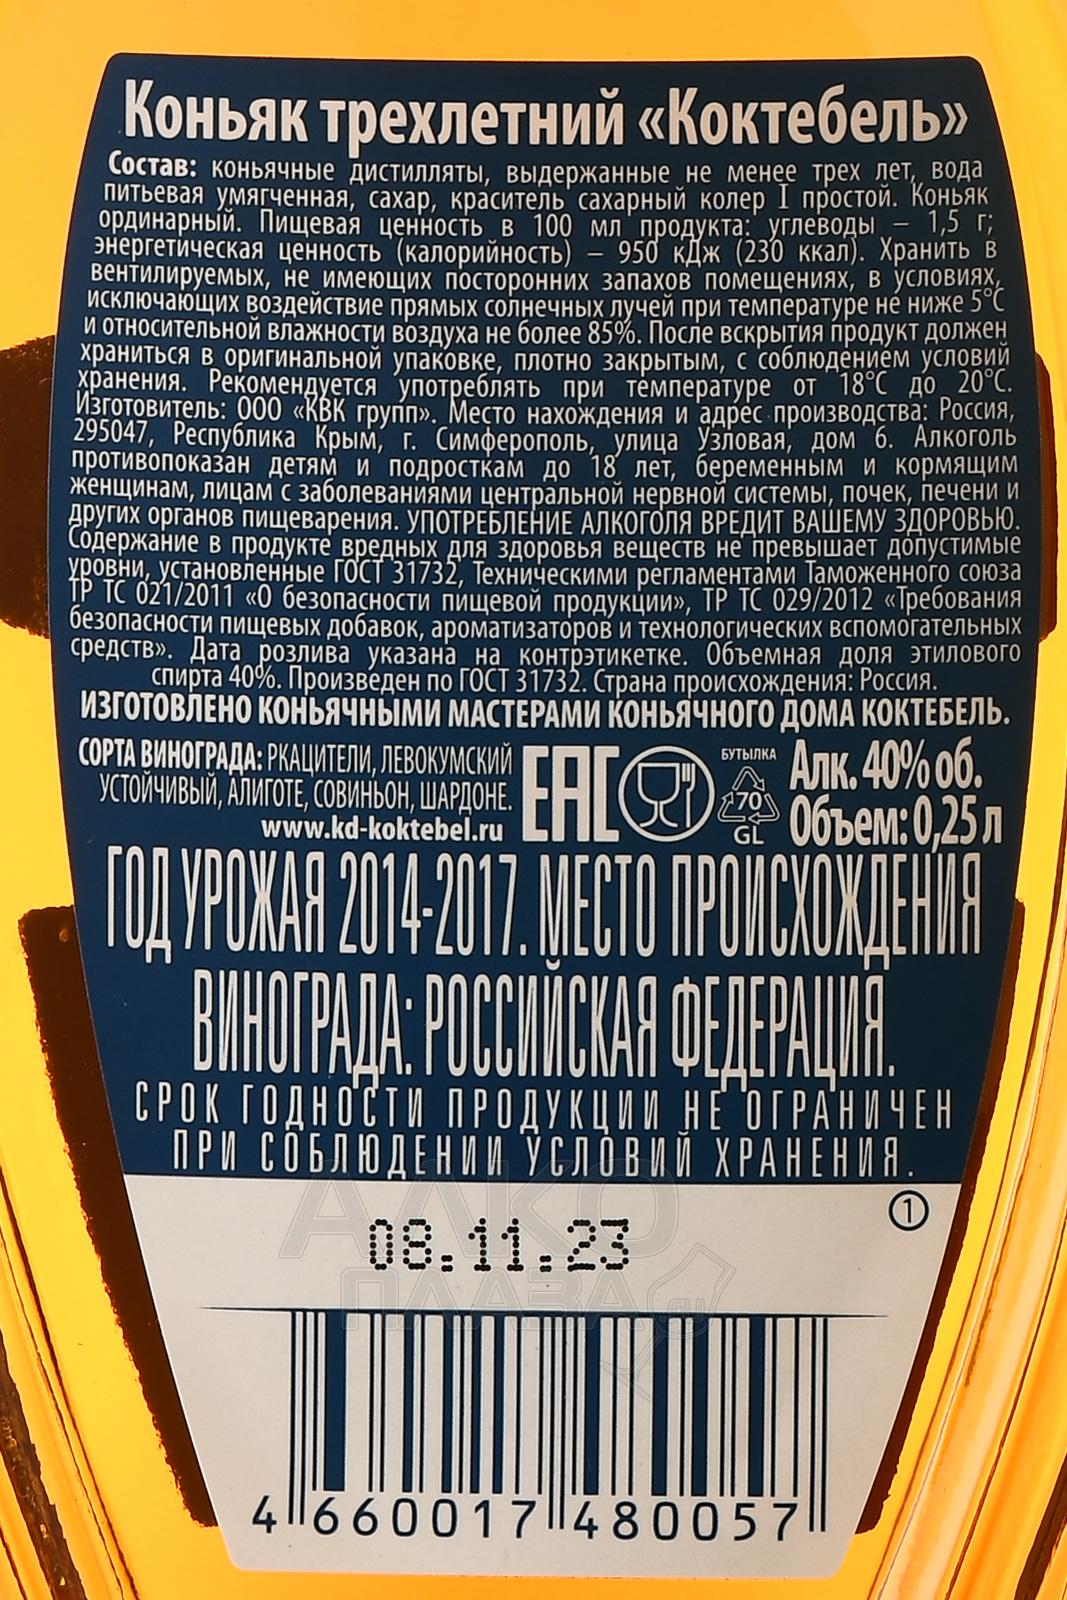 Коньяк трехлетний «Коктебель»
Состав: коньячные дистилляты, выдержанные не менее трех лет, вода
питьевая умягченная, сахар, краситель сахарный колер I простой. Коньяк
ординарный. Пищевая ценность в 100 мл продукта: углеводы – 1,5 г;
энергетическая ценность (калорийность) – 950 кДж (230 ккал). Хранить в
вентилируемых, не имеющих посторонних запахов помещениях, в условиях,
исключающих воздействие прямых солнечных лучей при температуре не ниже 5°С
и относительной влажности воздуха не более 85%. После вскрытия продукт должен
храниться в оригинальной упаковке, плотно закрытым, с соблюдением условий
хранения. Рекомендуется употреблять при температуре от 18°С до 20°С.
Изготовитель: ООО «КВК групп». Место нахождения и адрес производства: Россия,
295047, Республика Крым, г. Симферополь, улица Узловая, дом 6. Алкоголь
противопоказан детям и подросткам до 18 лет, беременным и кормящим
женщинам, лицам с заболеваниями центральной нервной системы, почек, печени и
других органов пищеварения. УПОТРЕБЛЕНИЕ АЛКОГОЛЯ ВРЕДИТ ВАШЕМУ ЗДОРОВЬЮ.
Содержание в продукте вредных для здоровья веществ не превышает допустимые
уровни, установленные ГОСТ 31732, Техническими регламентами Таможенного союза
ТР ТС 021/2011 «О безопасности пищевой продукции», ТР ТС 029/2012 «Требования
безопасности пищевых добавок, ароматизаторов и технологических вспомогательных
средств». Дата розлива указана на контрэтикетке. Объемная доля этилового
спирта 40%. Произведен по ГОСТ 31732. Страна происхождения: Россия.
ИЗГОТОВЛЕНО КОНЬЯЧНЫМИ МАСТЕРАМИ КОНЬЯЧНОГО ДОМА КОКТЕБЕЛЬ.
СОРТА ВИНОГРАДА: РКАЦИТЕЛИ, ЛЕВОКУМСКИЙ
УСТОЙЧИВЫЙ, АЛИГОТЕ, СОВИНЬОН, ШАРДОНЕ.
www.kd-koktebel.ru
ЕАС
БУТЫЛКА
70
GL
Алк. 40% об.
Объем: 0,25 л
ГОД УРОЖАЯ 2014-2017. МЕСТО ПРОИСХОЖДЕНИЯ
ВИНОГРАДА: РОССИЙСКАЯ ФЕДЕРАЦИЯ.
СРОК ГОДНОСТИ ПРОДУКЦИИ НЕ ОГРАНИЧЕН
ПРИ СОБЛЮДЕНИИ УСЛОВИЙ ХРАНЕНИЯ.
1
08.11.23
АЛКО
ПЛАЗА.ru
4 660017 480057